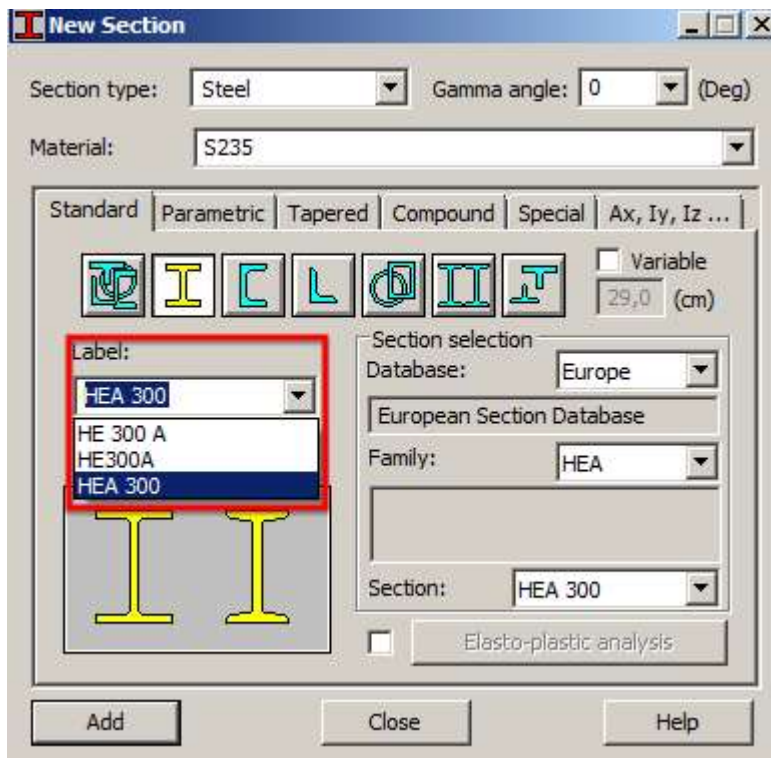 New Section
Section type: Steel Gamma angle: 0 (Deg)
Material: S235
Standard Parametric Tapered Compound Special Ax, Iy, Iz ...
Variable
29,0 (cm)
Label:
HEA 300
HE 300 A
HE300A
HEA 300
Section selection
Database: Europe
European Section Database
Family: HEA
Section: HEA 300
Elasto-plastic analysis
Add Close Help